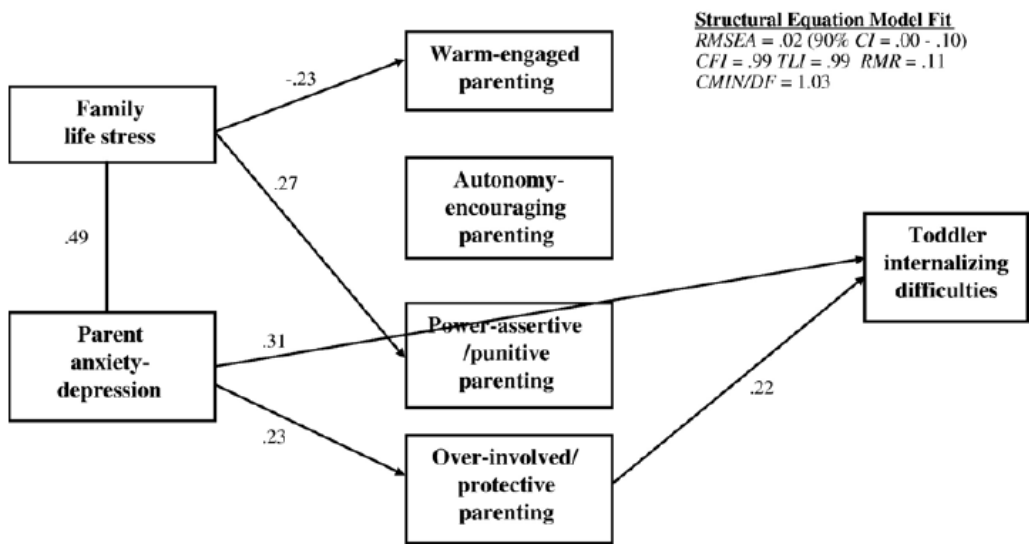 Structural Equation Model Fit
RMSEA = .02 (90% CI = .00 - .10)
CFI = .99 TLI = .99 RMR = .11
CMIN/DF = 1.03
Warm-engaged
parenting
-.23
Family
life stress
.27
Autonomy-
encouraging
parenting
.49
Toddler
internalizing
difficulties
Parent
anxiety-
depression
.31
Power-assertive
/punitive
parenting
.22
.23
Over-involved/
protective
parenting